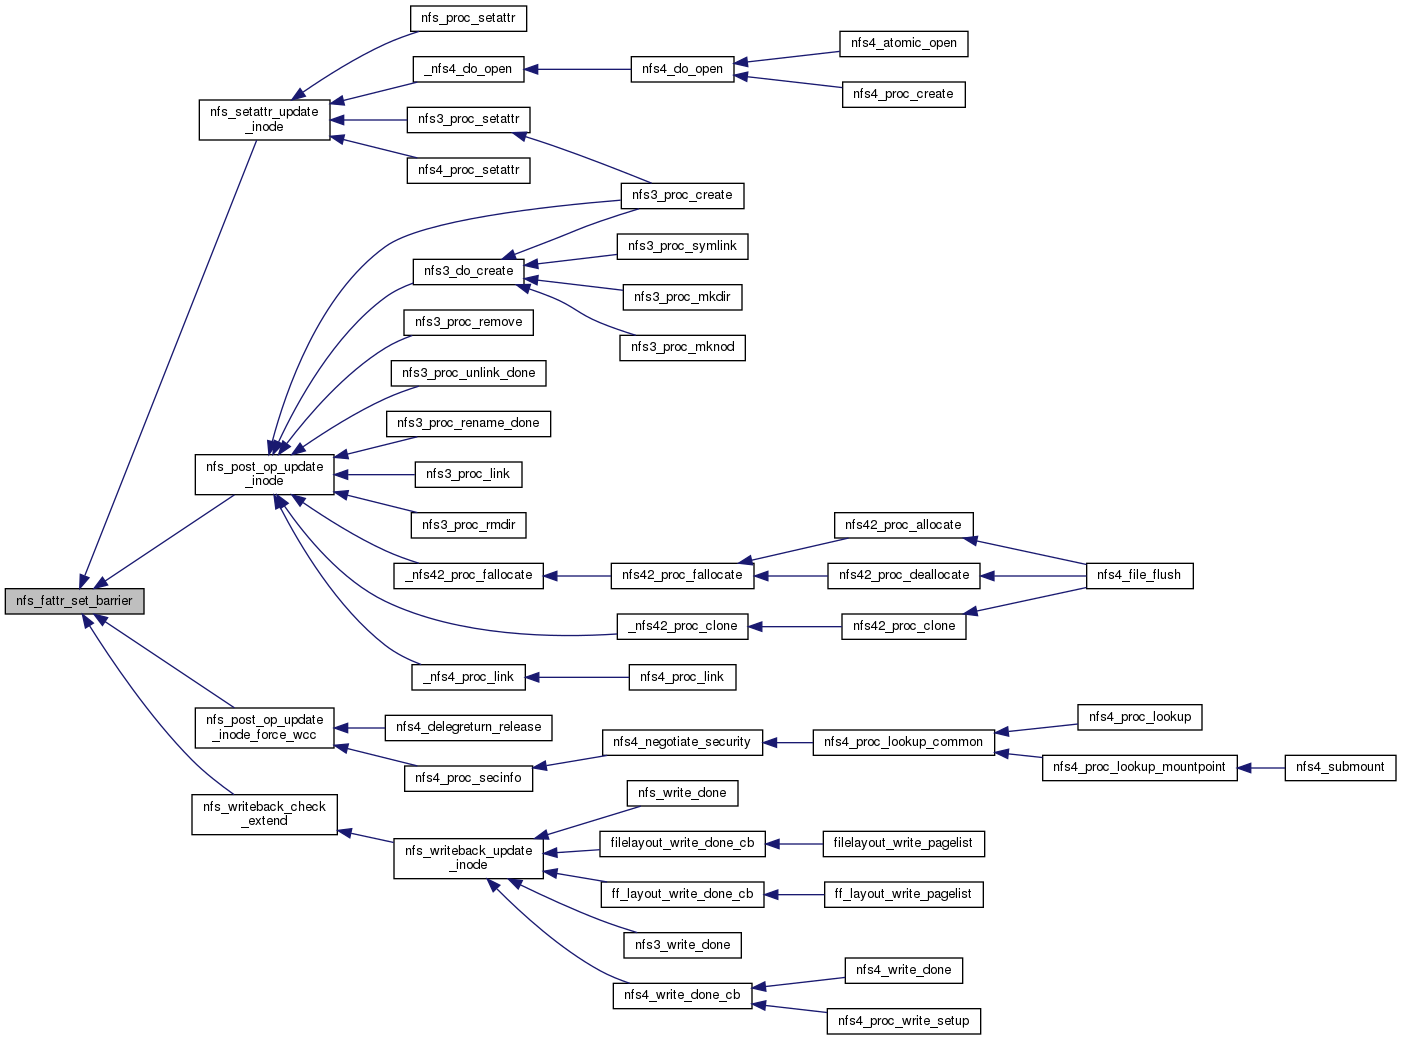 nfs_proc_setattr
nfs4_atomic_open
_nfs4_do_open
nfs4_do_open
nfs4_proc_create
nfs_setattr_update
_inode
nfs3_proc_setattr
nfs4_proc_setattr
nfs3_proc_create
nfs3_proc_symlink
nfs3_do_create
nfs3_proc_mkdir
nfs3_proc_remove
nfs3_proc_mknod
nfs3_proc_unlink_done
nfs3_proc_rename_done
nfs_post_op_update
_inode
nfs3_proc_link
nfs3_proc_rmdir
nfs42_proc_allocate
_nfs42_proc_fallocate
nfs42_proc_fallocate
nfs42_proc_deallocate
nfs4_file_flush
nfs_fattr_set_barrier
_nfs42_proc_clone
nfs42_proc_clone
_nfs4_proc_link
nfs4_proc_link
nfs_post_op_update
_inode_force_wcc
nfs4_delegreturn_release
nfs4_proc_lookup
nfs4_negotiate_security
nfs4_proc_lookup_common
nfs4_proc_secinfo
nfs4_proc_lookup_mountpoint
nfs4_submount
nfs_writeback_check
_extend
nfs_write_done
nfs_writeback_update
_inode
filelayout_write_done_cb
filelayout_write_pagelist
ff_layout_write_done_cb
ff_layout_write_pagelist
nfs3_write_done
nfs4_write_done
nfs4_write_done_cb
nfs4_proc_write_setup